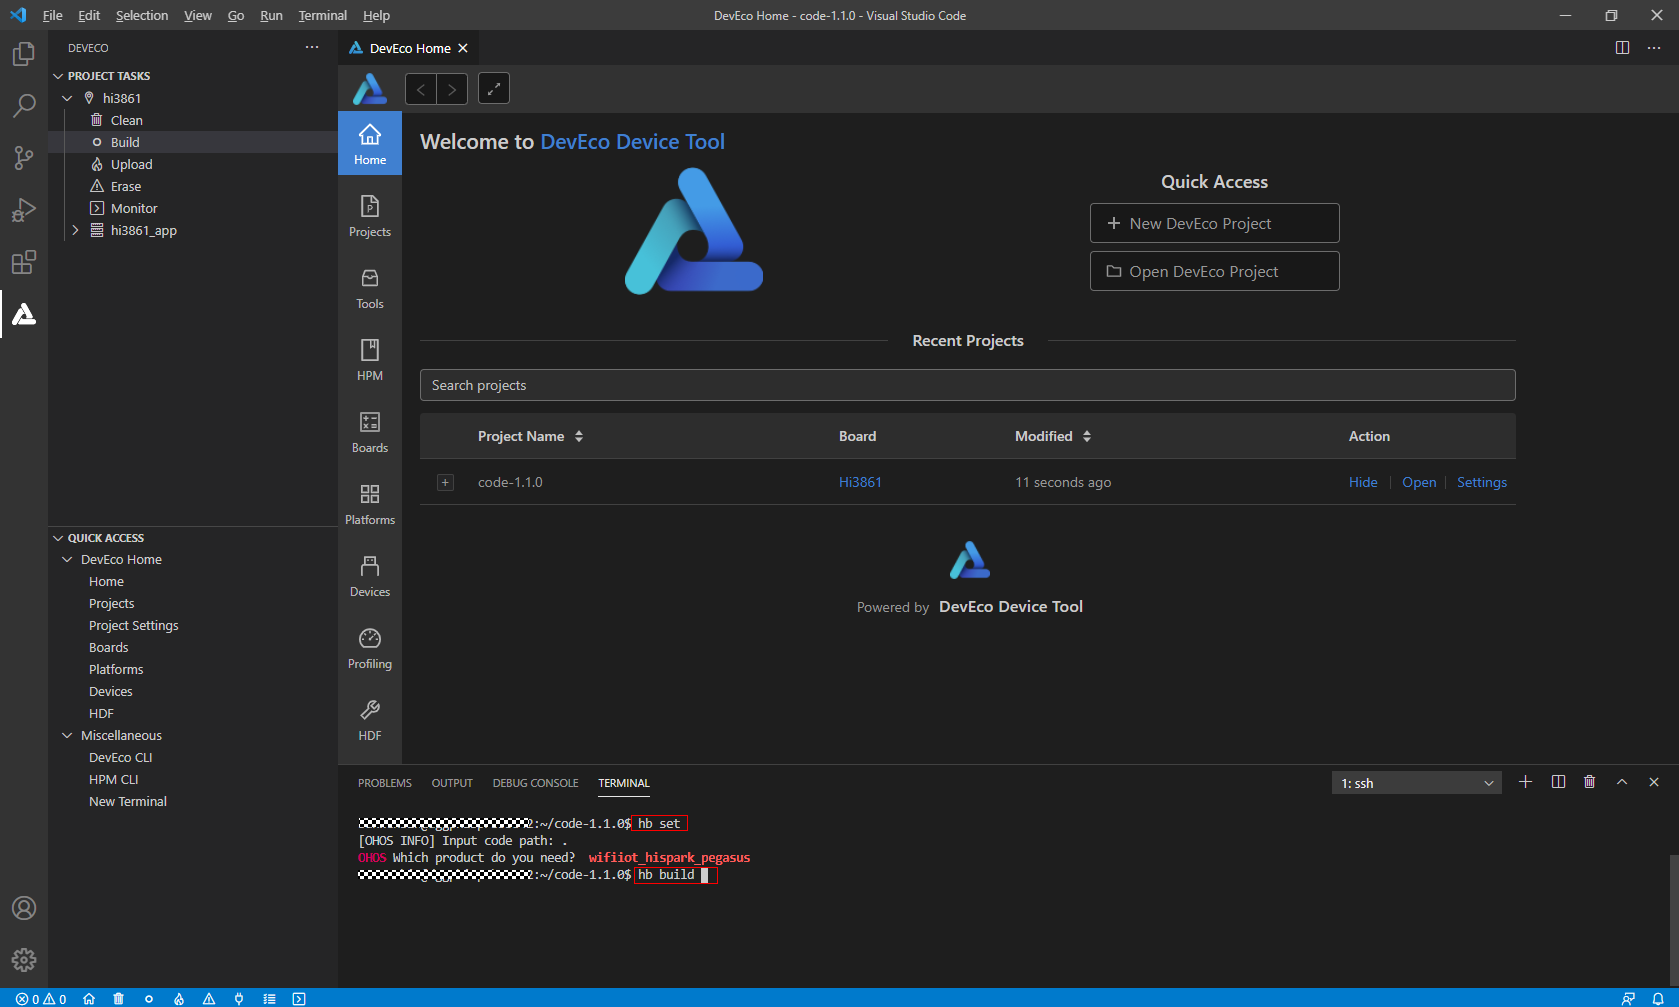 File Edit Selection View Go Run Terminal Help
DevEco Home - code-1.1.0 - Visual Studio Code
DEVECO
PROJECT TASKS
hi3861
Clean
Build
Upload
Erase
Monitor
hi3861_app
QUICK ACCESS
DevEco Home
Home
Projects
Project Settings
Boards
Platforms
Devices
HDF
Miscellaneous
DevEco CLI
HPM CLI
New Terminal
DevEco Home
Home
Projects
Tools
HPM
Boards
Platforms
Devices
Profiling
HDF
Welcome to DevEco Device Tool
Quick Access
+ New DevEco Project
Open DevEco Project
Recent Projects
Search projects
Project Name Board Modified Action
+ code-1.1.0 Hi3861 11 seconds ago Hide | Open | Settings
Powered by DevEco Device Tool
PROBLEMS OUTPUT DEBUG CONSOLE TERMINAL
1: ssh
2:~/code-1.1.0$ hb set
[OHOS INFO] Input code path: .
OHOS Which product do you need? wifiiot_hispark_pegasus
2:~/code-1.1.0$ hb build
0 0